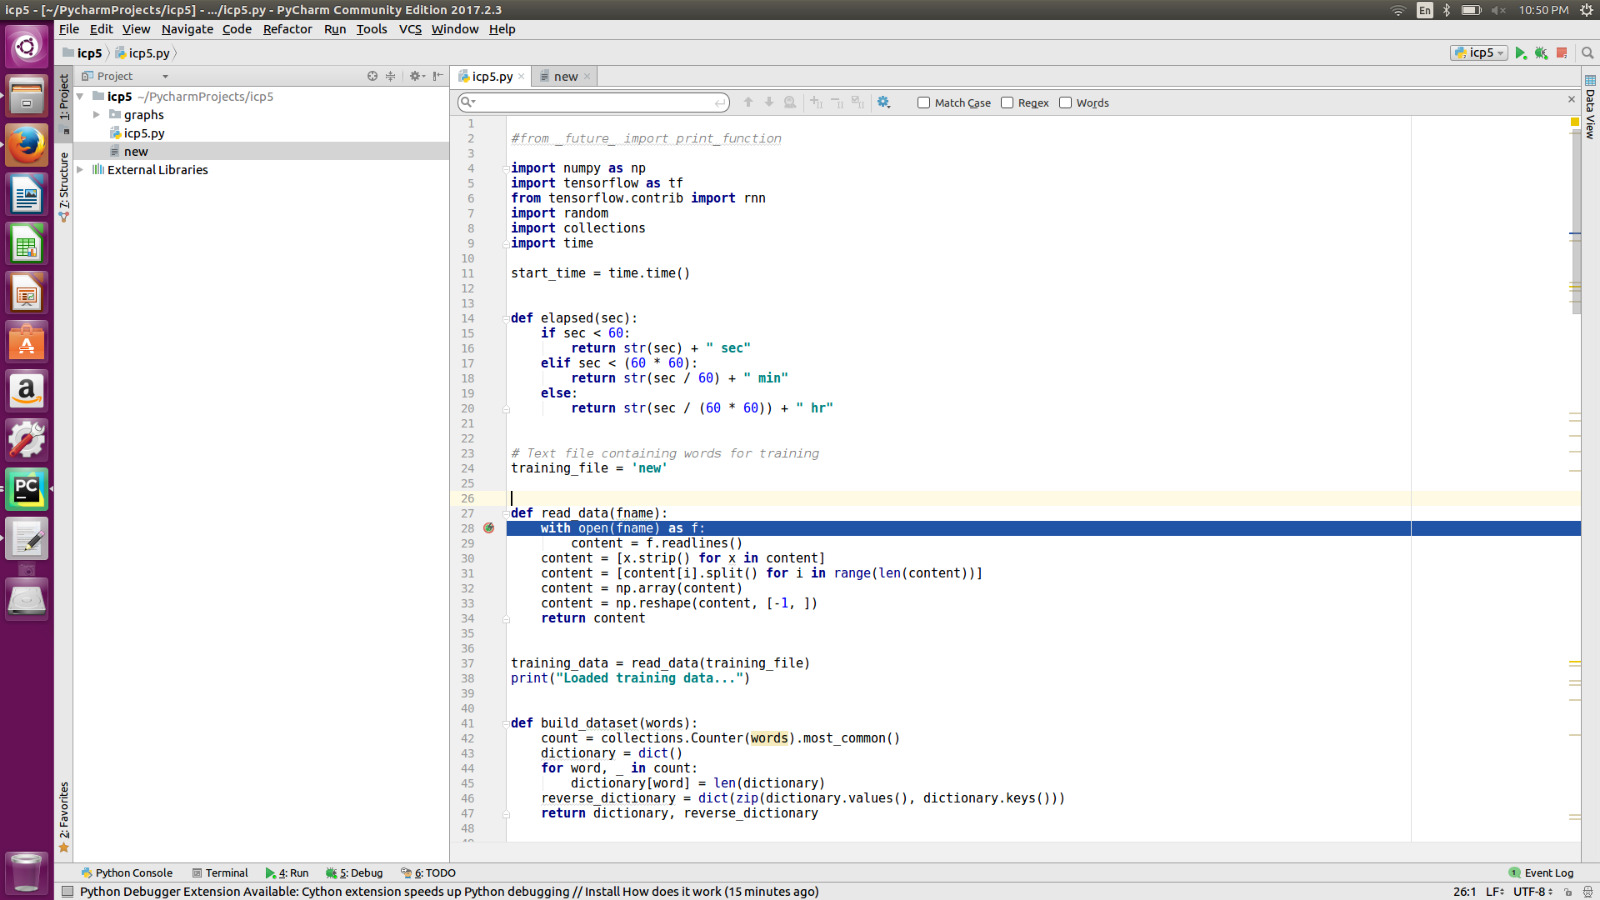 icp5 - [~/PycharmProjects/icp5] - .../icp5.py - PyCharm Community Edition 2017.2.3
En 10:50 PM
File Edit View Navigate Code Refactor Run Tools VCS Window Help
icp5 icp5.py icp5
1: Project
7: Structure
2: Favorites
Project
icp5 ~/PycharmProjects/icp5
graphs
icp5.py
new
External Libraries
icp5.py new
Match Case Regex Words
Data View
1
2 #from _future_ import print_function
3
4 import numpy as np
5 import tensorflow as tf
6 from tensorflow.contrib import rnn
7 import random
8 import collections
9 import time
10
11 start_time = time.time()
12
13
14 def elapsed(sec):
15 if sec < 60:
16 return str(sec) + " sec"
17 elif sec < (60 * 60):
18 return str(sec / 60) + " min"
19 else:
20 return str(sec / (60 * 60)) + " hr"
21
22
23 # Text file containing words for training
24 training_file = 'new'
25
26
27 def read_data(fname):
28 with open(fname) as f:
29 content = f.readlines()
30 content = [x.strip() for x in content]
31 content = [content[i].split() for i in range(len(content))]
32 content = np.array(content)
33 content = np.reshape(content, [-1, ])
34 return content
35
36
37 training_data = read_data(training_file)
38 print("Loaded training data...")
39
40
41 def build_dataset(words):
42 count = collections.Counter(words).most_common()
43 dictionary = dict()
44 for word, _ in count:
45 dictionary[word] = len(dictionary)
46 reverse_dictionary = dict(zip(dictionary.values(), dictionary.keys()))
47 return dictionary, reverse_dictionary
48
Python Console Terminal 4: Run 5: Debug 6: TODO 1 Event Log
Python Debugger Extension Available: Cython extension speeds up Python debugging // Install How does it work (15 minutes ago) 26:1 LF UTF-8